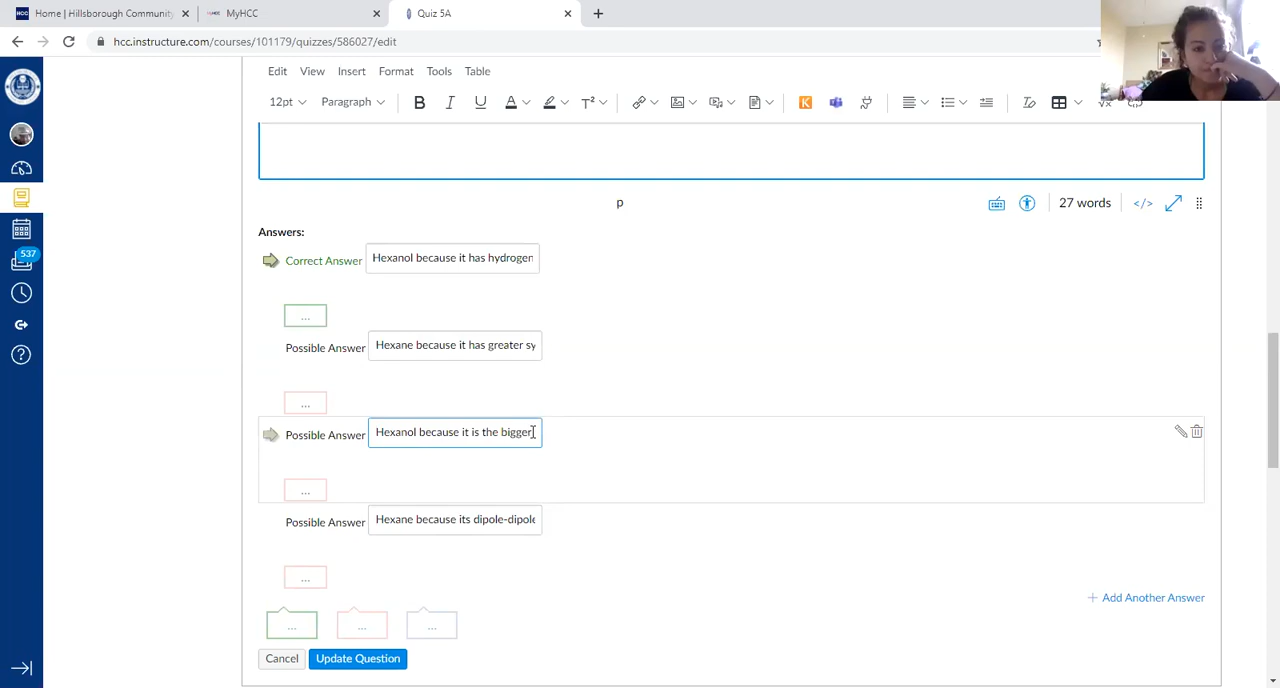 HCC Home | Hillsborough Community
MyHCC
Quiz 5A
hcc.instructure.com/courses/101179/quizzes/586027/edit
Edit View Insert Format Tools Table
12pt Paragraph B I U A T²
p
27 words </>
537
Answers:
Correct Answer Hexanol because it has hydrogen
...
Possible Answer Hexane because it has greater sy
...
Possible Answer Hexanol because it is the bigger
...
Possible Answer Hexane because its dipole-dipole
...
+ Add Another Answer
... ... ...
Cancel Update Question